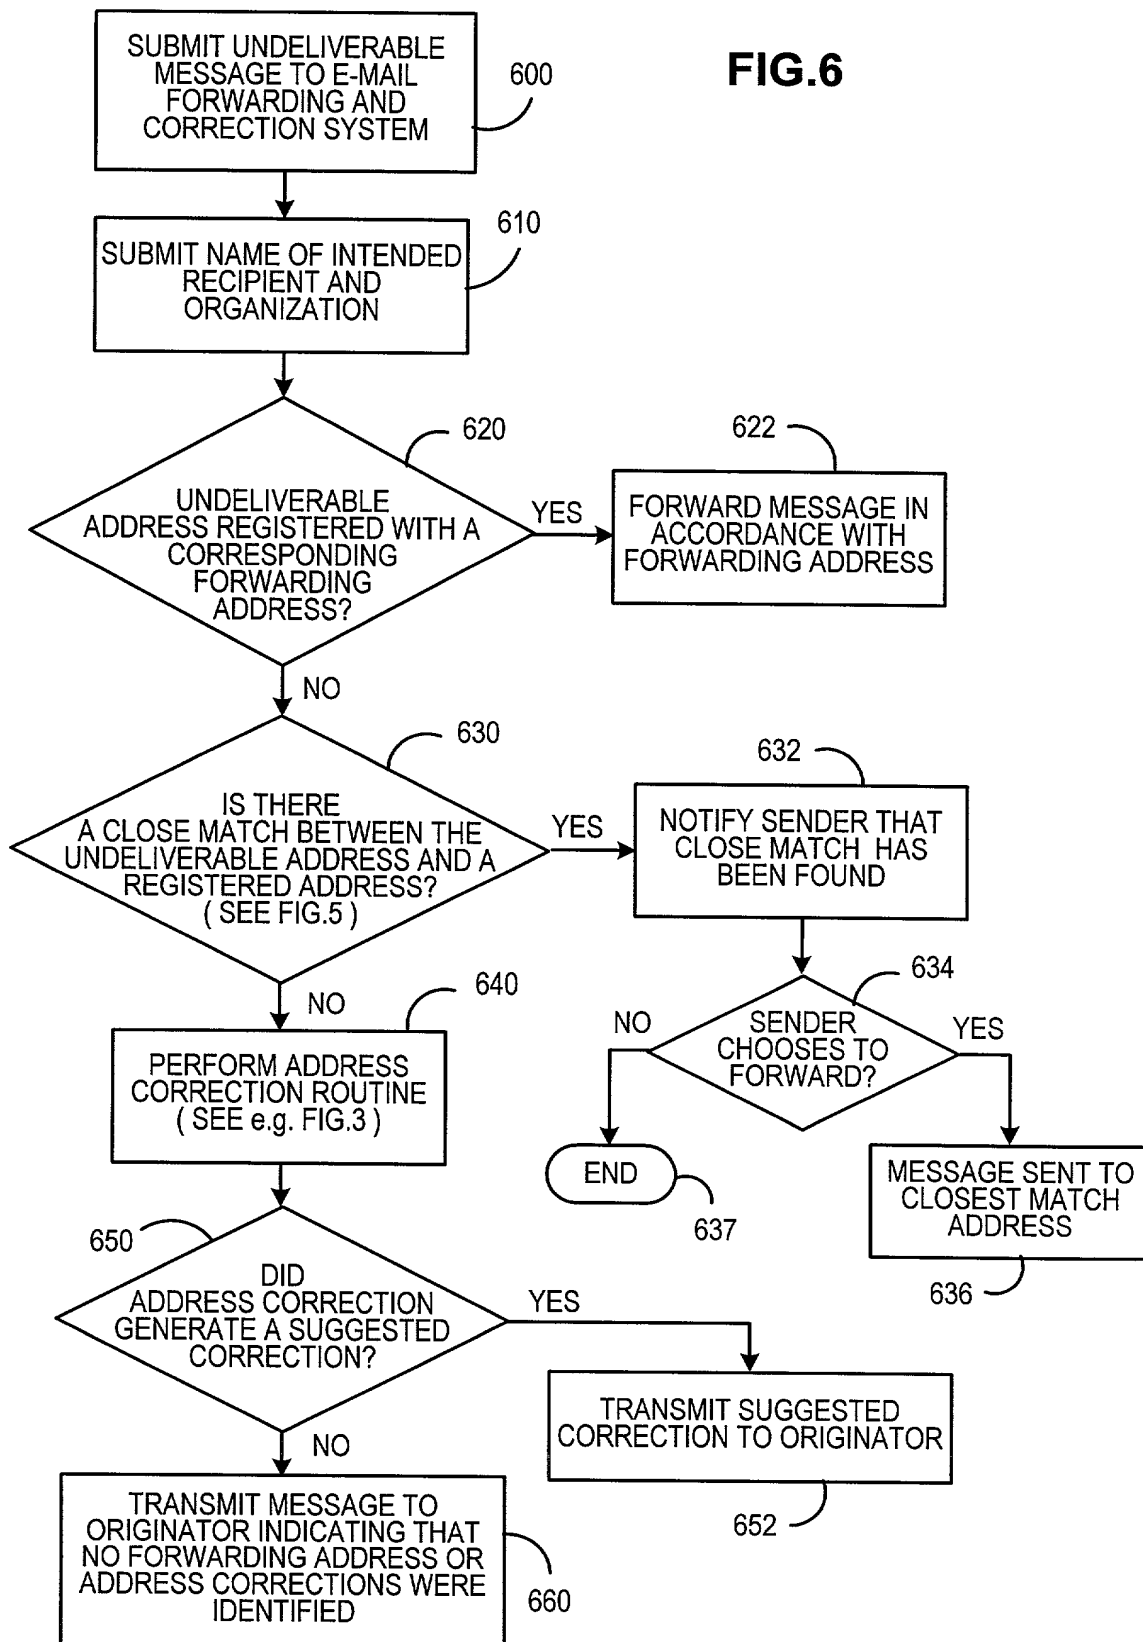 FIG.6
SUBMIT UNDELIVERABLE
MESSAGE TO E-MAIL
FORWARDING AND
CORRECTION SYSTEM
600
SUBMIT NAME OF INTENDED
RECIPIENT AND
ORGANIZATION
610
620
UNDELIVERABLE
ADDRESS REGISTERED WITH A
CORRESPONDING
FORWARDING
ADDRESS?
YES
622
FORWARD MESSAGE IN
ACCORDANCE WITH
FORWARDING ADDRESS
NO
630
IS THERE
A CLOSE MATCH BETWEEN THE
UNDELIVERABLE ADDRESS AND A
REGISTERED ADDRESS?
( SEE FIG.5 )
YES
632
NOTIFY SENDER THAT
CLOSE MATCH HAS
BEEN FOUND
634
SENDER
CHOOSES TO
FORWARD?
NO
YES
END
637
MESSAGE SENT TO
CLOSEST MATCH
ADDRESS
636
NO
640
PERFORM ADDRESS
CORRECTION ROUTINE
( SEE e.g. FIG.3 )
650
DID
ADDRESS CORRECTION
GENERATE A SUGGESTED
CORRECTION?
YES
TRANSMIT SUGGESTED
CORRECTION TO ORIGINATOR
652
NO
TRANSMIT MESSAGE TO
ORIGINATOR INDICATING THAT
NO FORWARDING ADDRESS OR
ADDRESS CORRECTIONS WERE
IDENTIFIED
660